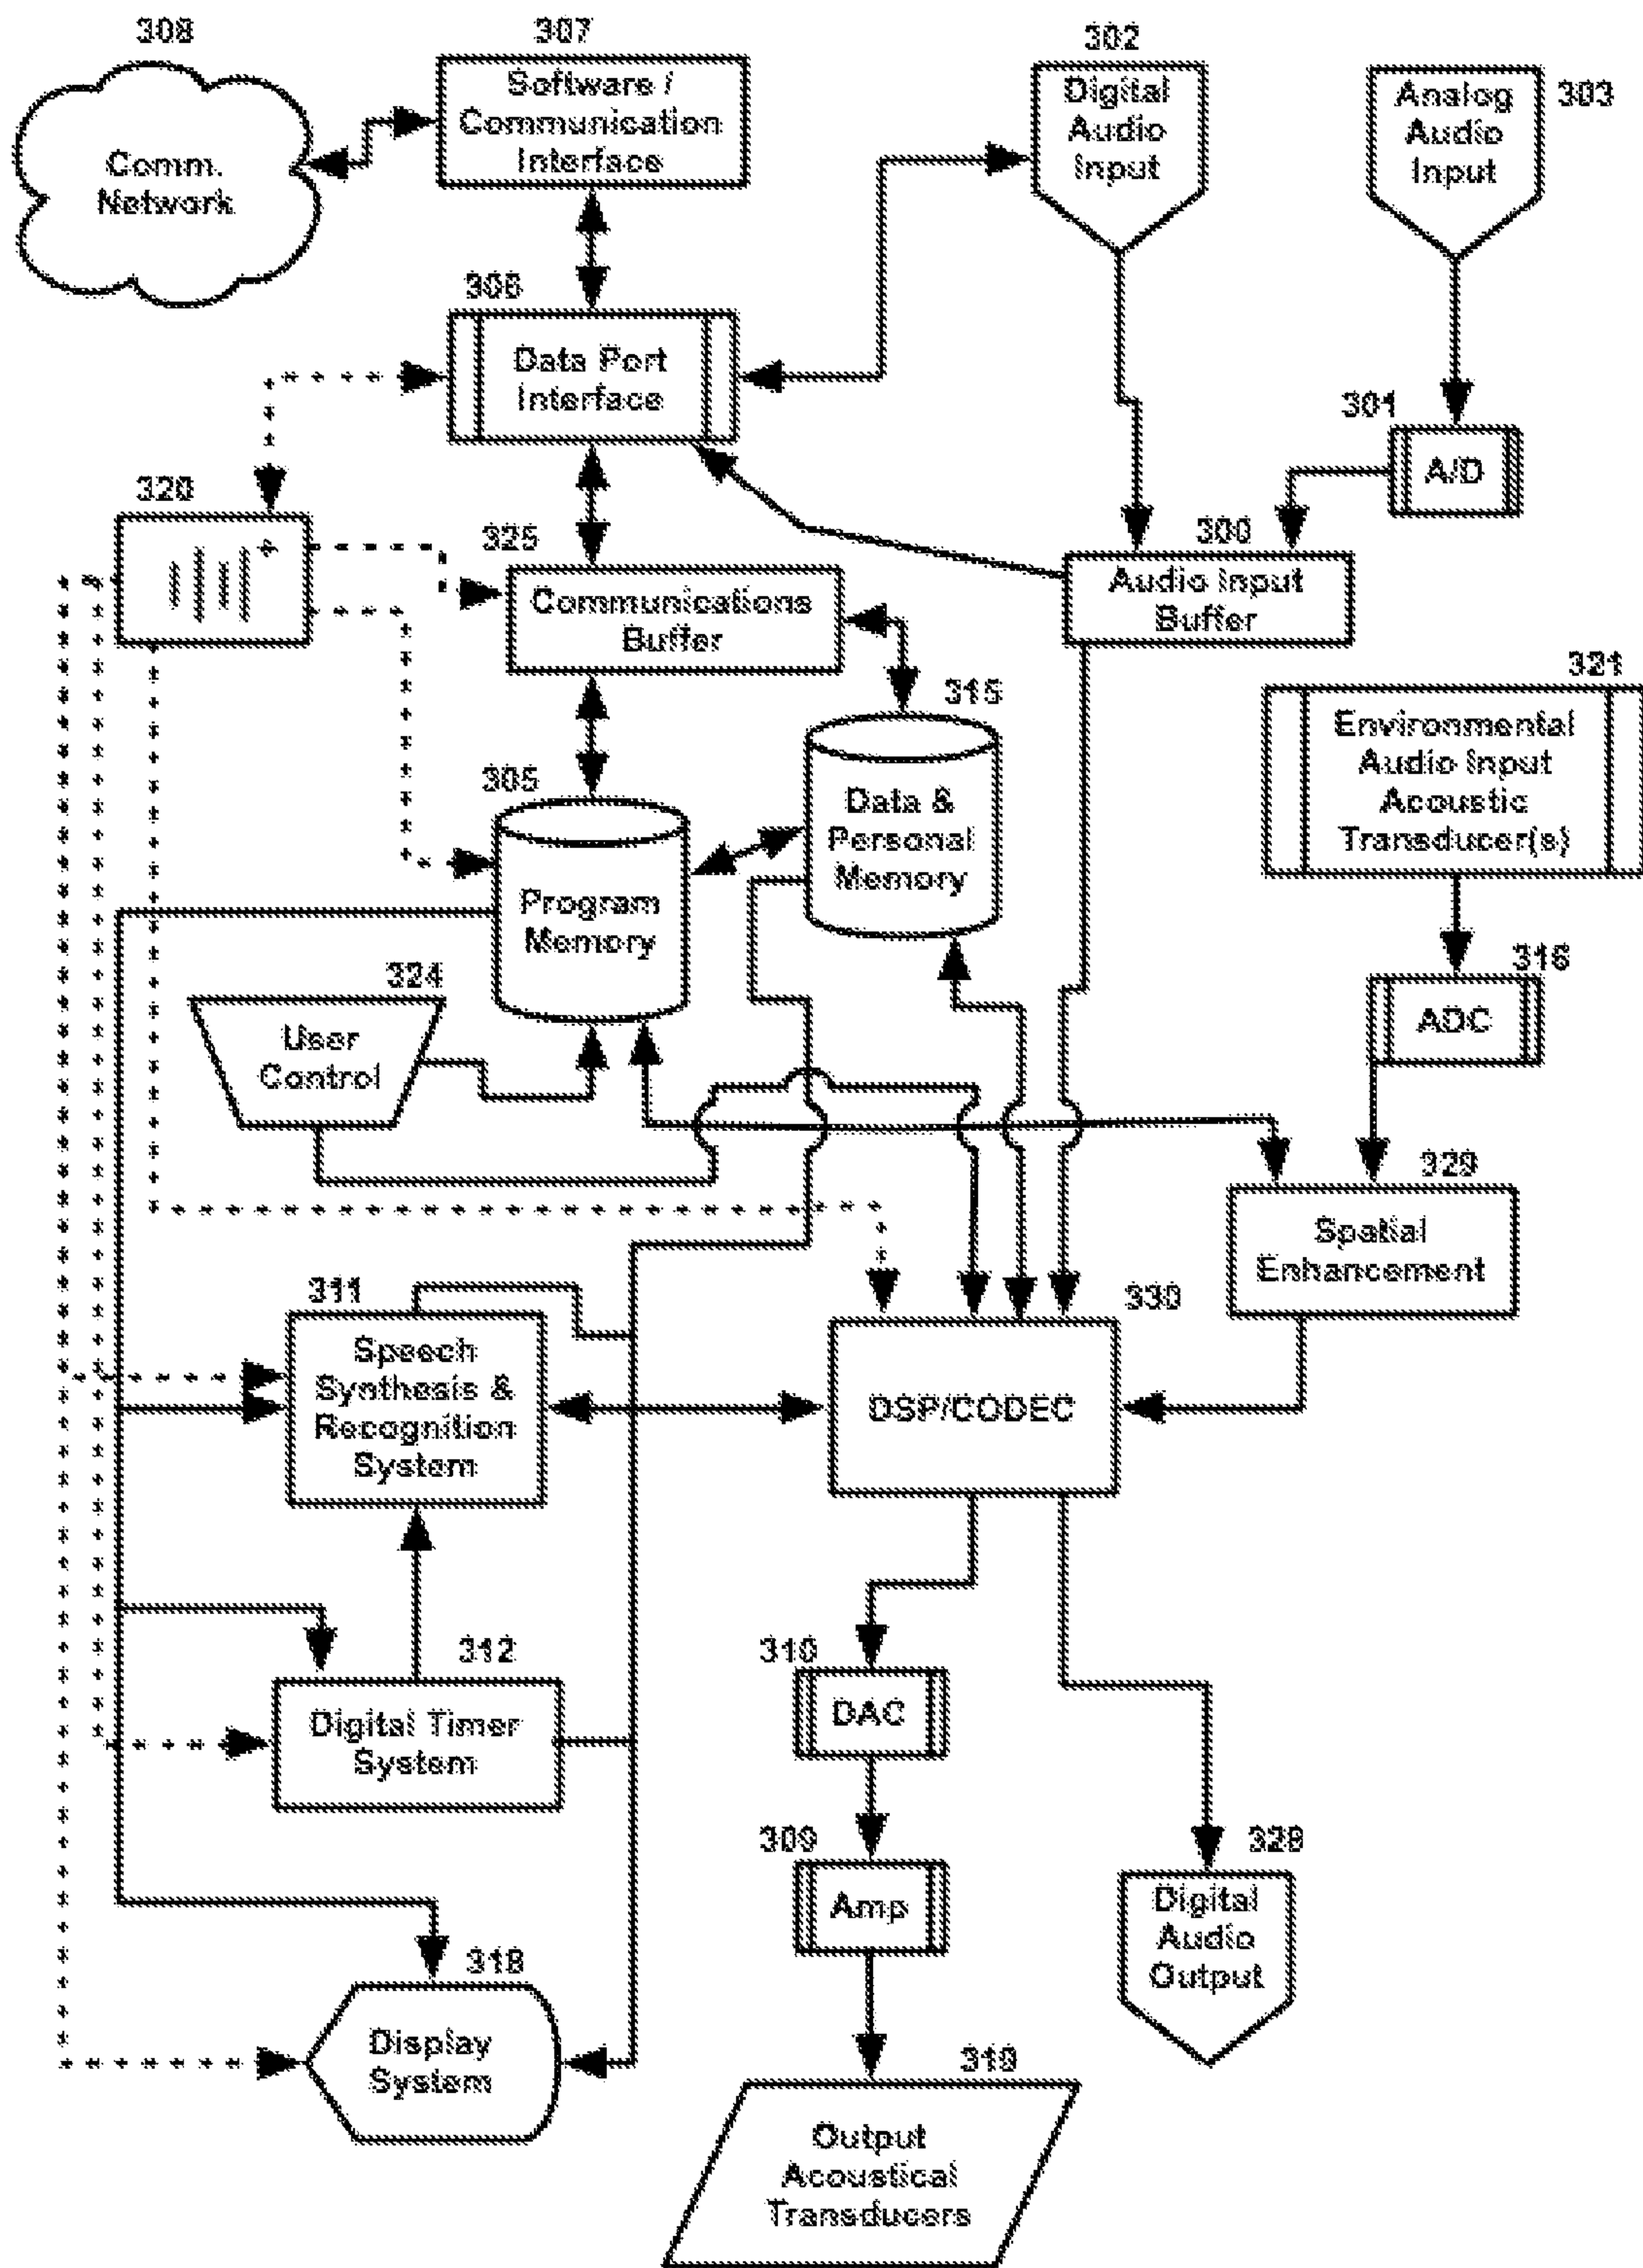 308
307
302
303
Software /
Communication
Interface
Digital
Audio
Input
Analog
Audio
Input
Comm.
Network
306
Data Port
Interface
301
A/D
320
325
300
Communications
Buffer
Audio Input
Buffer
315
321
305
Data &
Personal
Memory
Environmental
Audio Input
Acoustic
Transducer(s)
Program
Memory
324
316
User
Control
ADC
329
Spatial
Enhancement
311
330
Speech
Synthesis &
Recognition
System
DSP/CODEC
312
310
Digital Timer
System
DAC
309
328
Amp
Digital
Audio
Output
318
Display
System
319
Output
Acoustical
Transducers